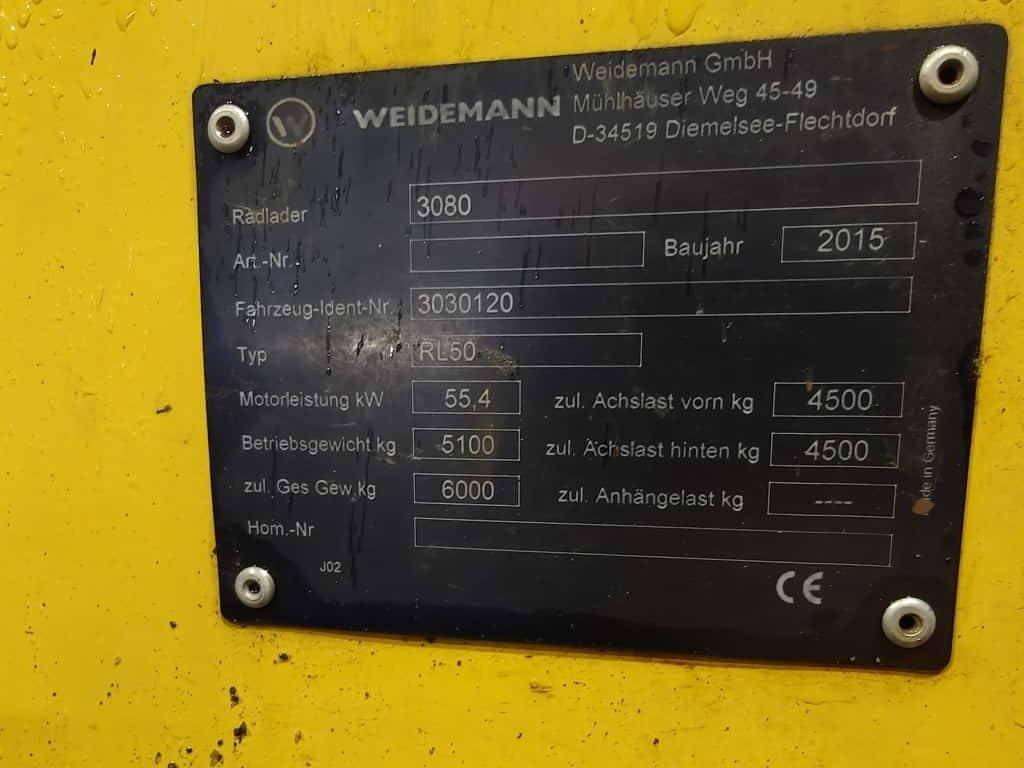 Weidemann GmbH
WEIDEMANN Mühlhäuser Weg 45-49
D-34519 Diemelsee-Flechtdorf
Radlader 3080
Art.-Nr. Baujahr 2015
Fahrzeug-Ident-Nr. 3030120
Typ RL50
Motorleistung kW 55,4 zul. Achslast vorn kg 4500
Betriebsgewicht kg 5100 zul. Achslast hinten kg 4500
zul. Ges Gew.kg 6000 zul. Anhängelast kg ----
Hom.-Nr
J02
CE
in Germany